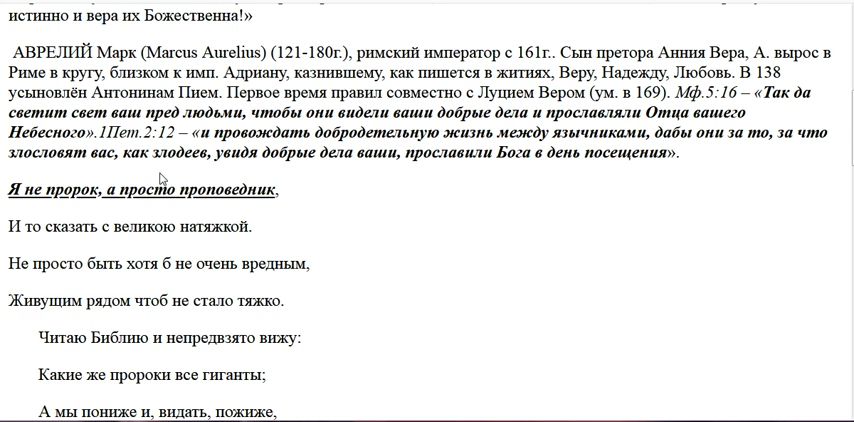 истинно и вера их Божественна!»
АВРЕЛИЙ Марк (Marcus Aurelius) (121-180г.), римский император с 161г.. Сын претора Анния Вера, А. вырос в
Риме в кругу, близком к имп. Адриану, казнившему, как пишется в житиях, Веру, Надежду, Любовь. В 138
усыновлён Антонинам Пием. Первое время правил совместно с Луцием Вером (ум. в 169). Мф.5:16 – «Так да
светит свет ваш пред людьми, чтобы они видели ваши добрые дела и прославляли Отца вашего
Небесного».1Пет.2:12 – «и провождать добродетельную жизнь между язычниками, дабы они за то, за что
злословят вас, как злодеев, увидя добрые дела ваши, прославили Бога в день посещения».
Я не пророк, а просто проповедник,
И то сказать с великою натяжкой.
Не просто быть хотя б не очень вредным,
Живущим рядом чтоб не стало тяжко.
Читаю Библию и непредвзято вижу:
Какие же пророки все гиганты;
А мы пониже и, видать, пожиже,